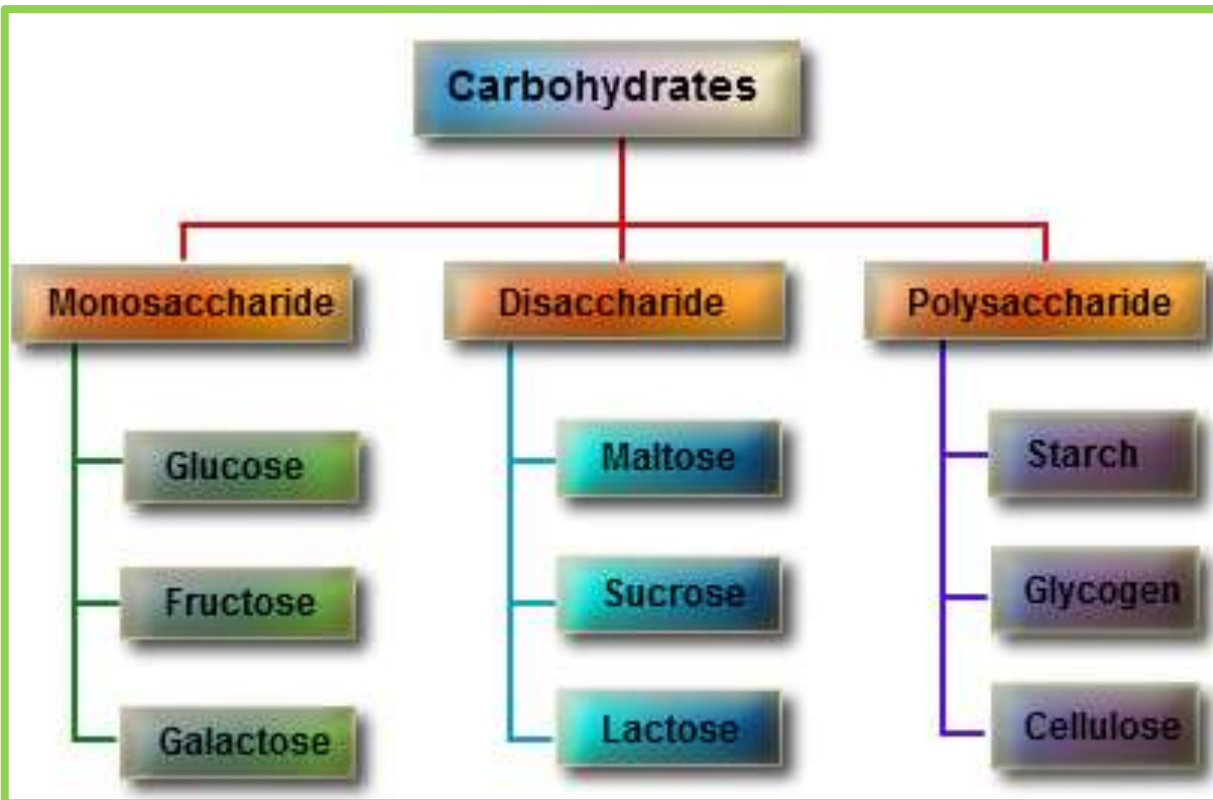 Carbohydrates
Monosaccharide
Disaccharide
Polysaccharide
Glucose
Maltose
Starch
Fructose
Sucrose
Glycogen
Galactose
Lactose
Cellulose